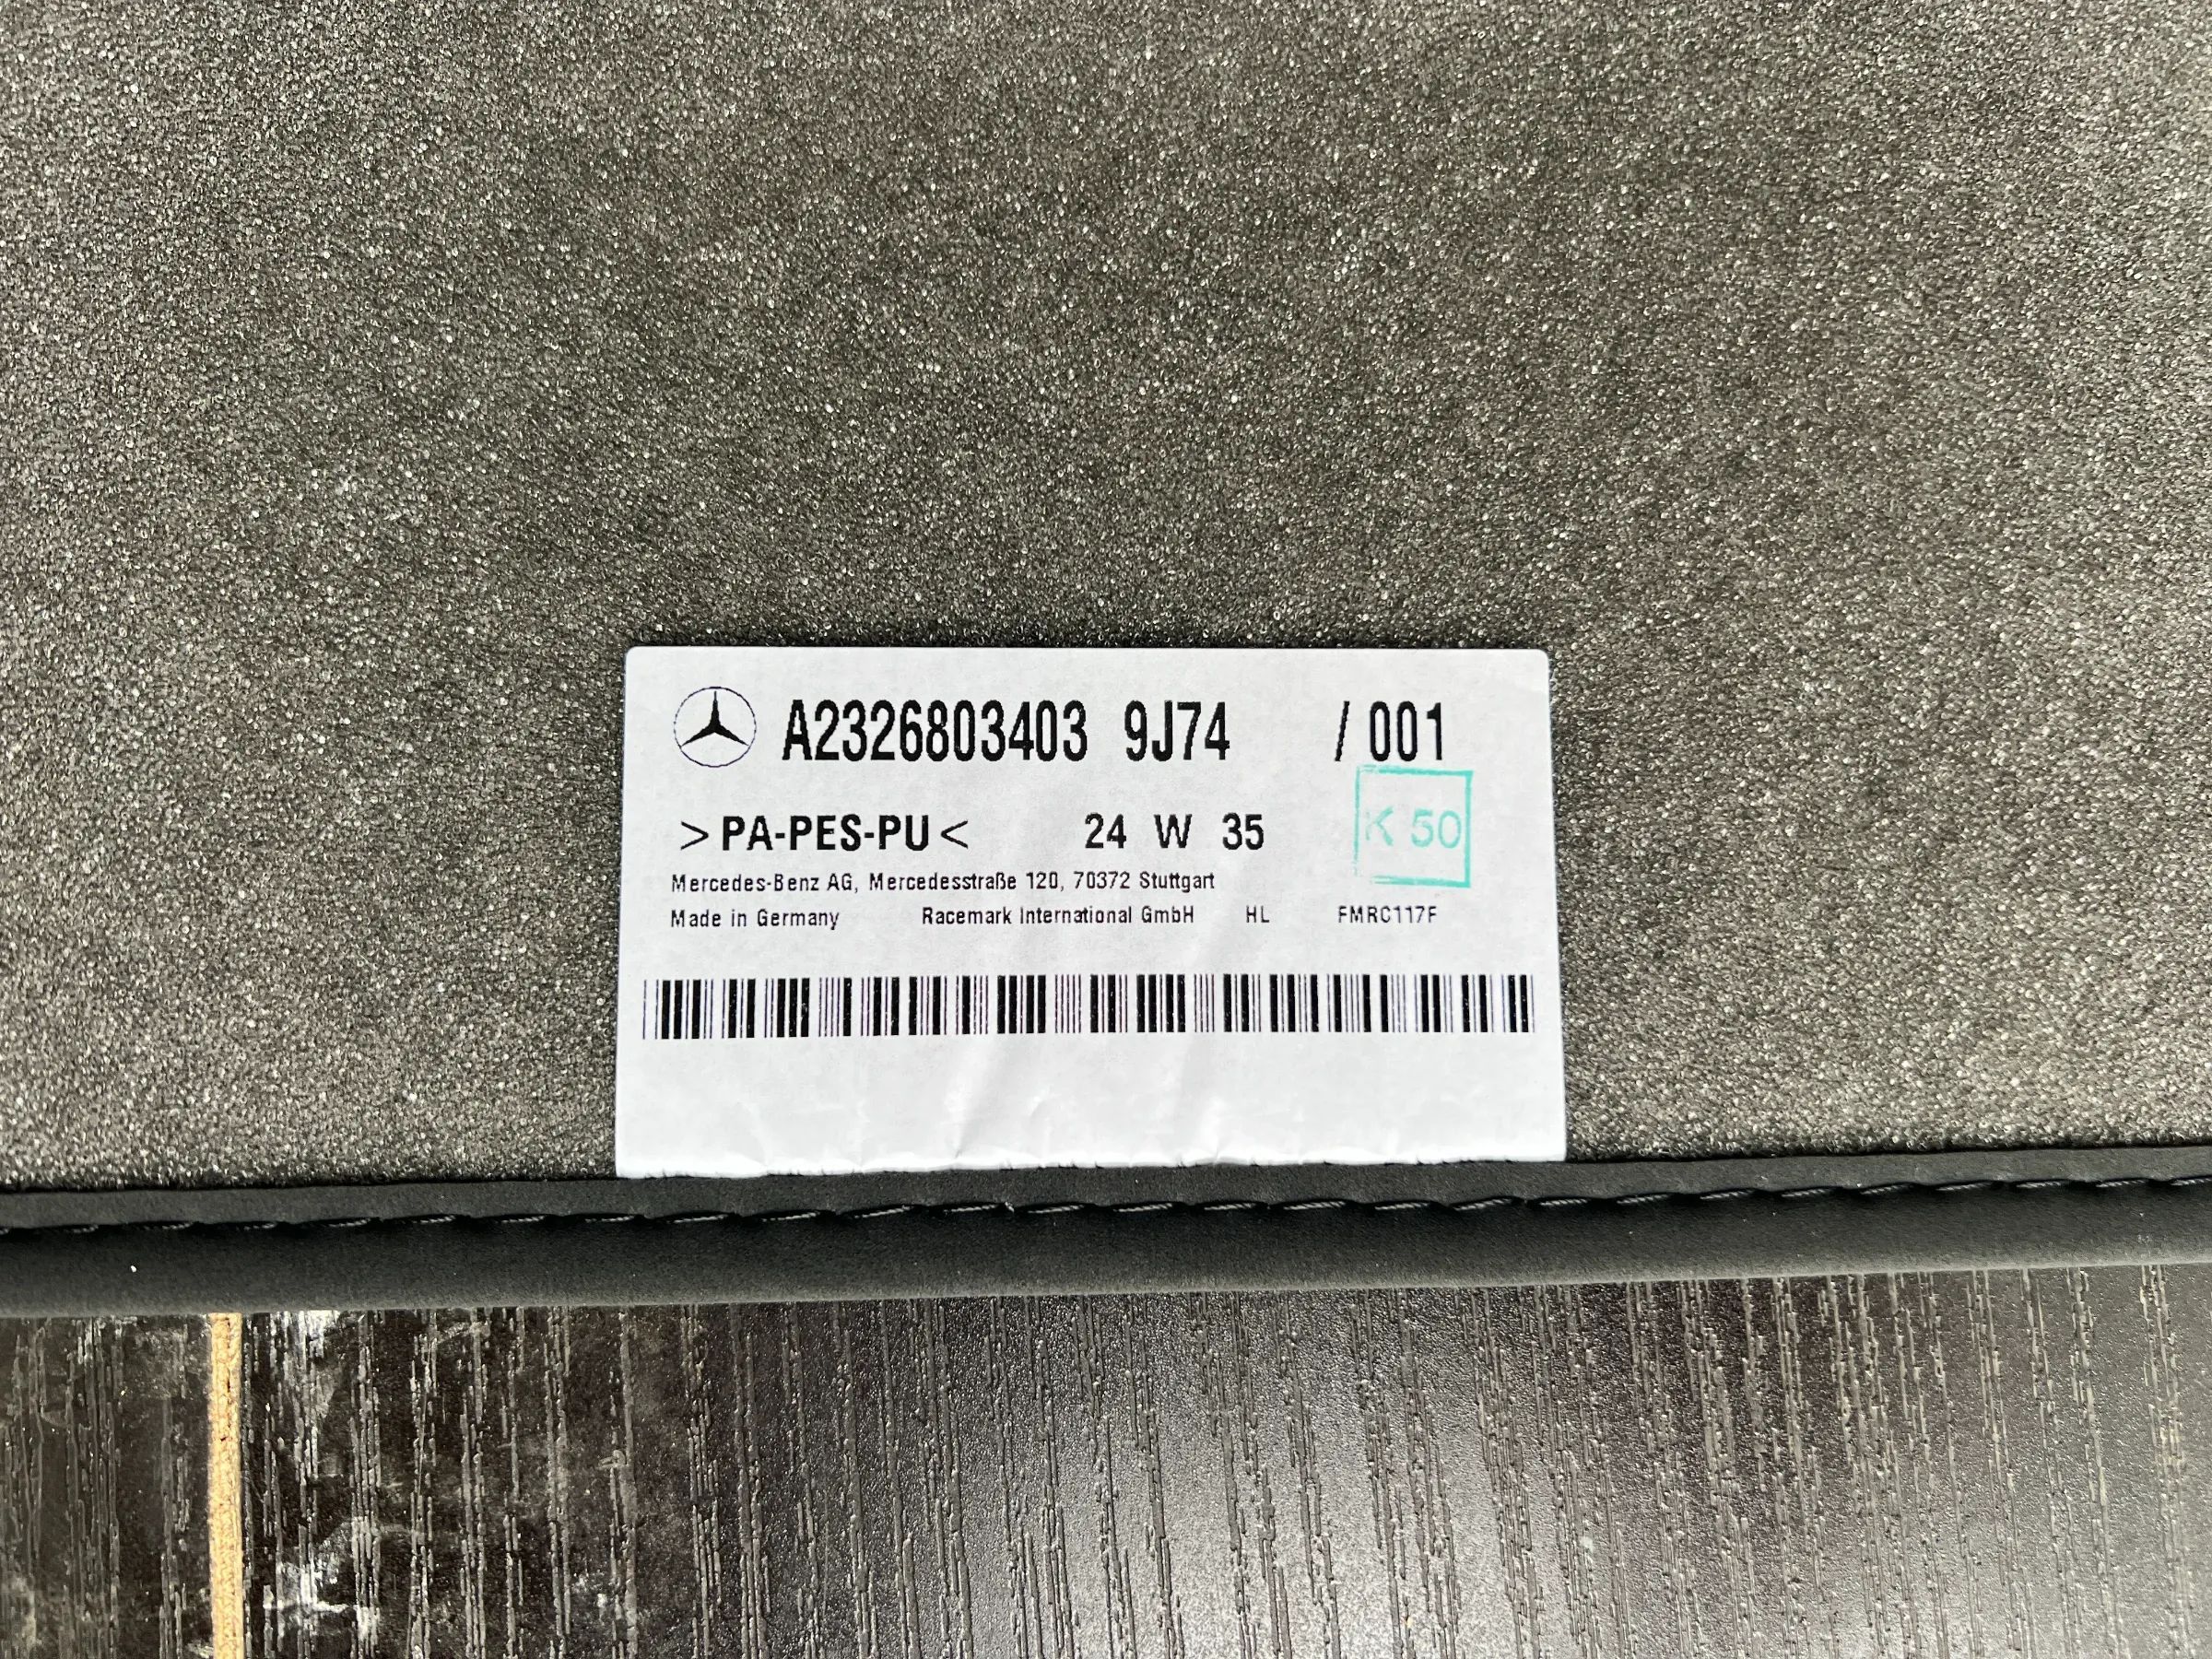 A2326803403 9J74 / 001
>PA-PES-PU< 24 W 35
K 50
Mercedes-Benz AG, Mercedesstraße 120, 70372 Stuttgart
Made in Germany Racemark International GmbH HL FMRC117F